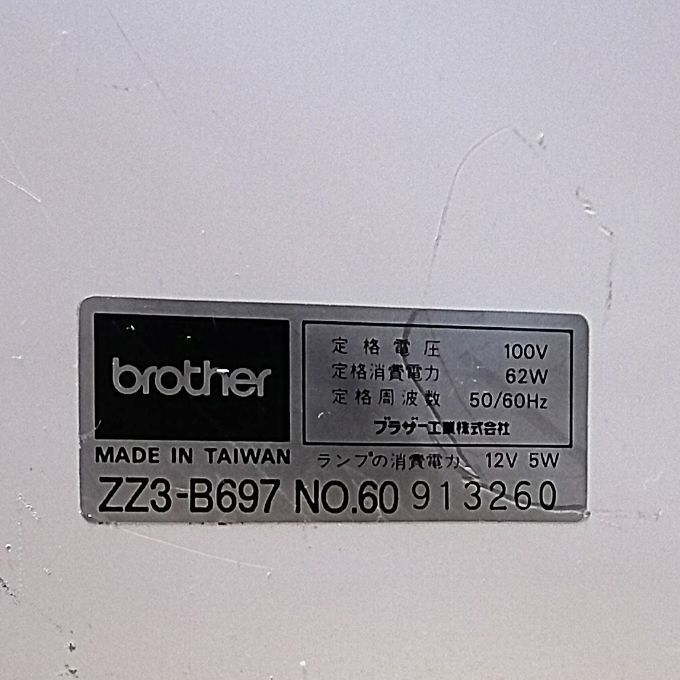 brother
MADE IN TAIWAN
定格電圧 100V
定格消費電力 62W
定格周波数 50/60Hz
ブラザー工業株式会社
ランプの消費電力 12V 5W
ZZ3-B697 NO.60 913260